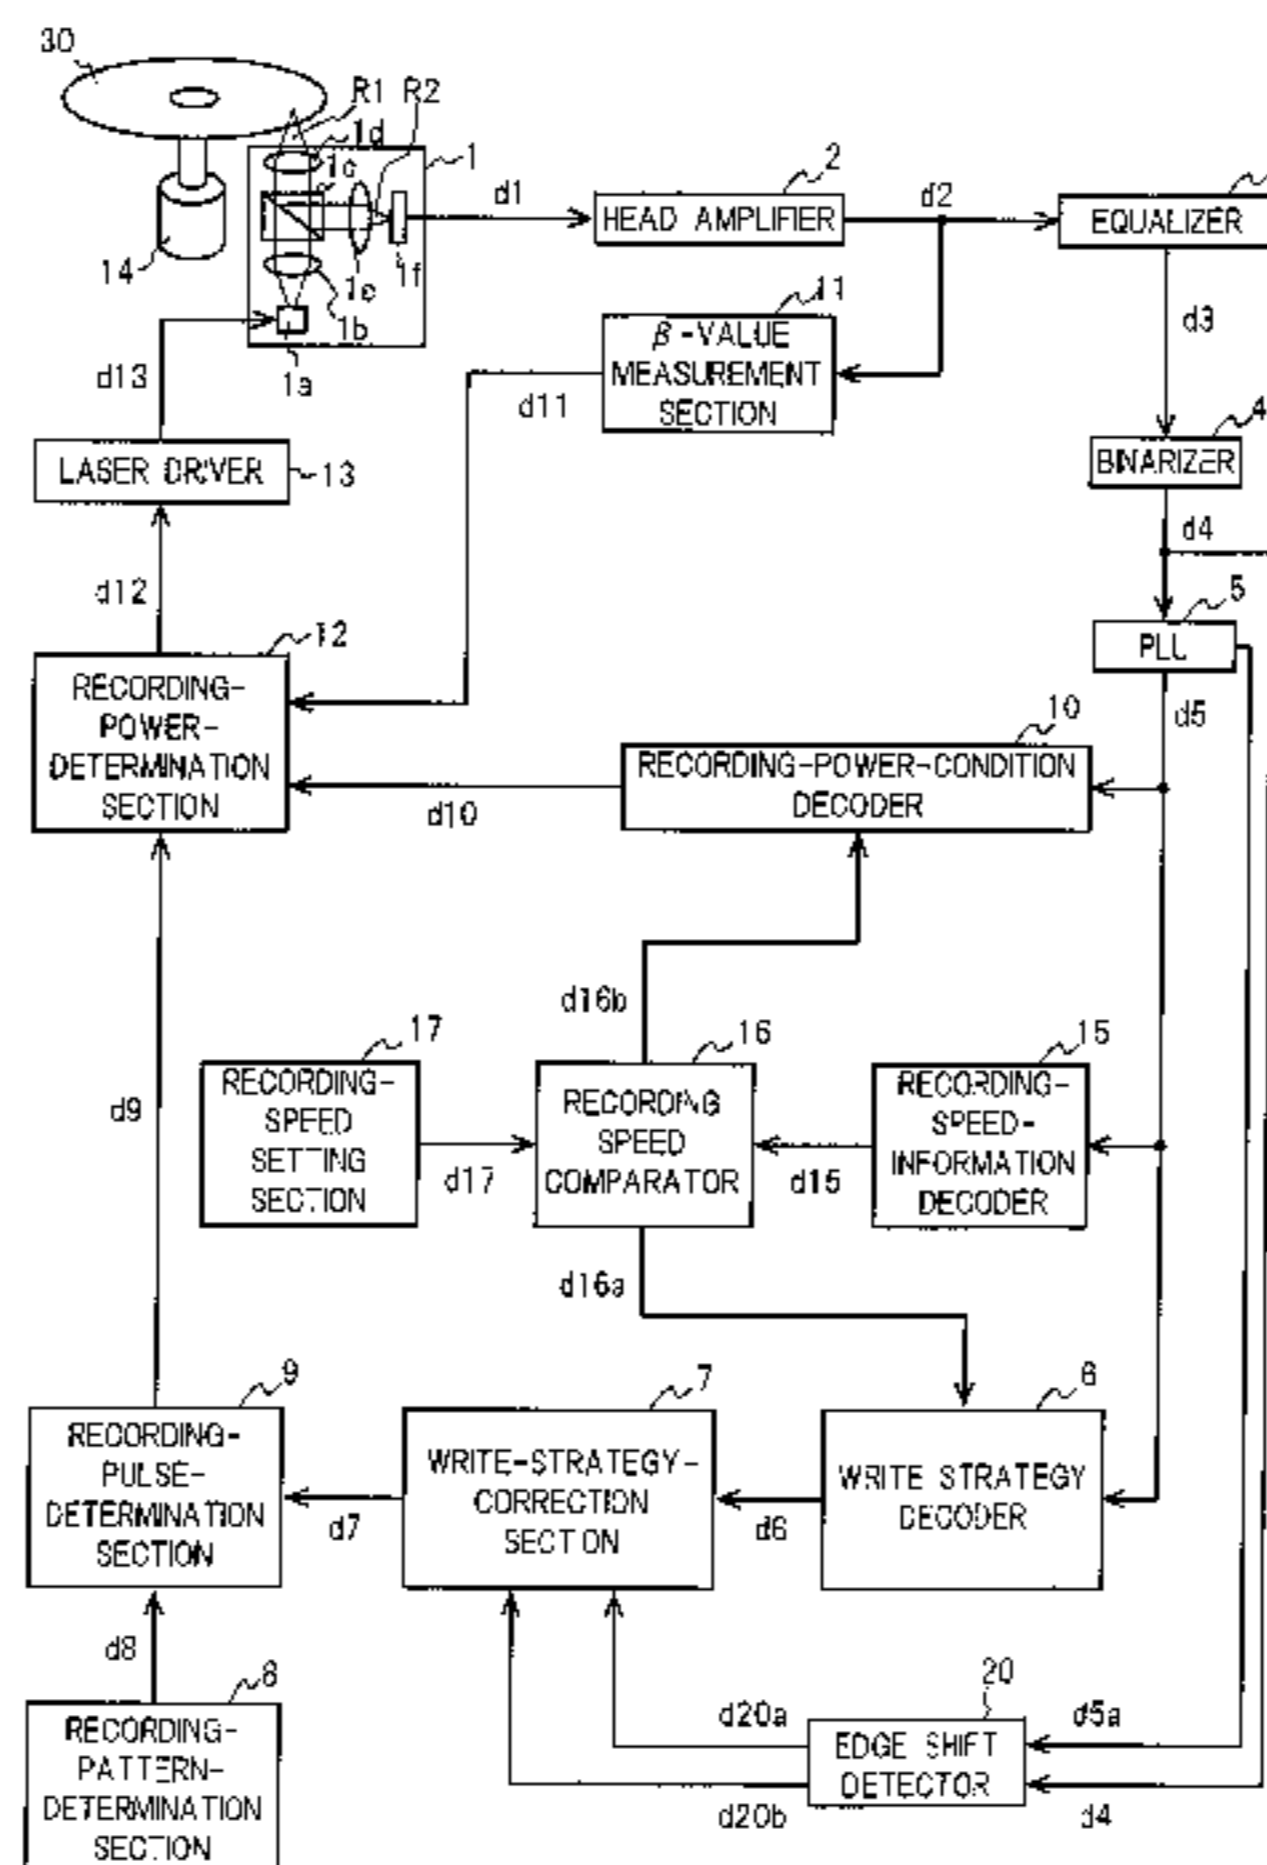 30
R1 R2
1d
1c
1
2
d1
d2
HEAD AMPLIFIER
EQUALIZER
14
1e
1f
1b
1a
11
d3
β-VALUE
MEASUREMENT
SECTION
d13
d11
4
LASER DRIVER
13
BINARIZER
d4
d12
5
12
PLL
RECORDING-
POWER-
DETERMINATION
SECTION
d5
10
RECORDING-POWER-CONDITION
DECODER
d10
d16b
17
16
15
RECORDING-
SPEED
SETTING
SECTION
RECORDING
SPEED
COMPARATOR
RECORDING-
SPEED-
INFORMATION
DECODER
d9
d17
d15
d16a
9
7
6
RECORDING-
PULSE-
DETERMINATION
SECTION
WRITE-STRATEGY-
CORRECTION
SECTION
WRITE STRATEGY
DECODER
d7
d6
d8
8
20
d20a
d5a
RECORDING-
PATTERN-
DETERMINATION
SECTION
EDGE SHIFT
DETECTOR
d20b
d4